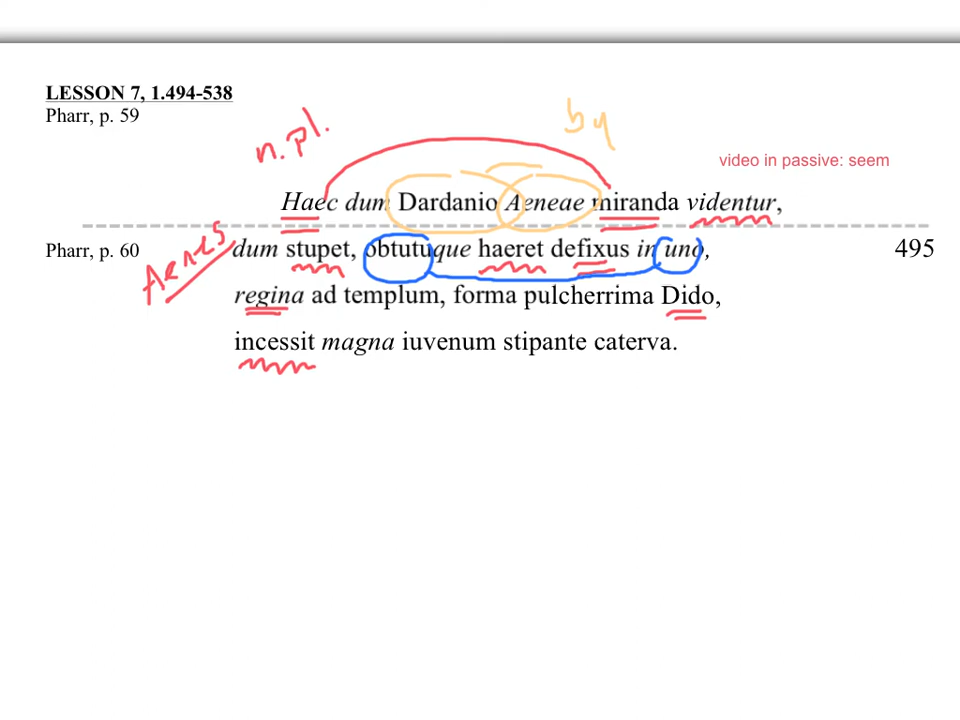 LESSON 7, 1.494-538
Pharr, p. 59
n.pl.
by
video in passive: seem
Haec dum Dardanio Aeneae miranda videntur,
Pharr, p. 60
Aenes
dum stupet, obtutuque haeret defixus in uno,
495
regina ad templum, forma pulcherrima Dido,
incessit magna iuvenum stipante caterva.